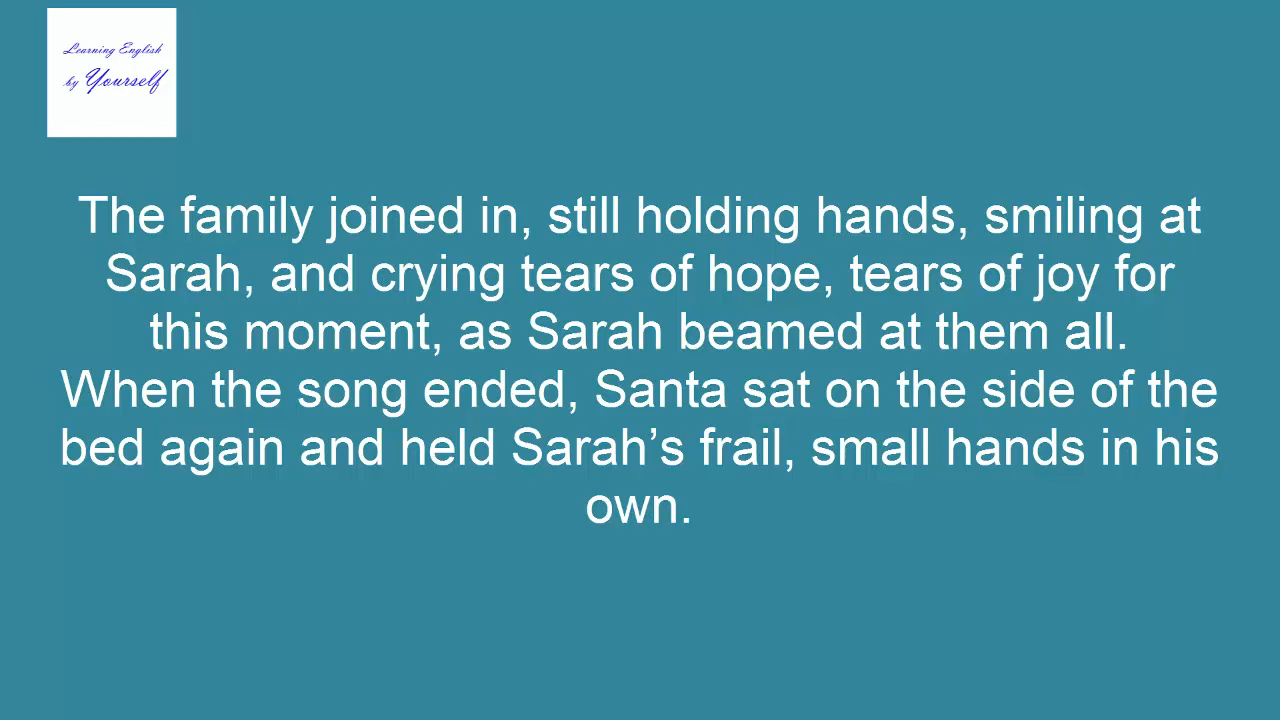 Learning English
by Yourself
The family joined in, still holding hands, smiling at
Sarah, and crying tears of hope, tears of joy for
this moment, as Sarah beamed at them all.
When the song ended, Santa sat on the side of the
bed again and held Sarah’s frail, small hands in his
own.